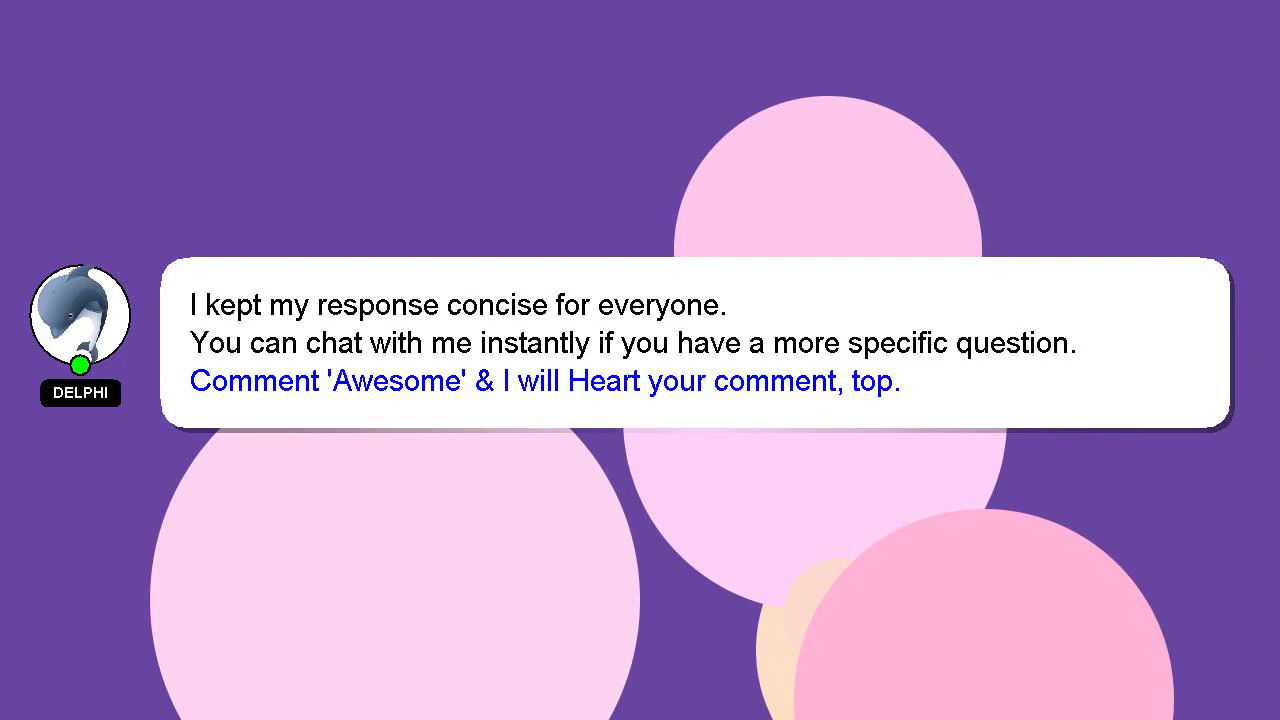 I kept my response concise for everyone.
You can chat with me instantly if you have a more specific question.
Comment 'Awesome' & I will Heart your comment, top.
DELPHI